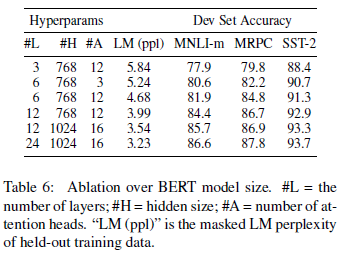 Hyperparams Dev Set Accuracy
#L #H #A LM (ppl) MNLI-m MRPC SST-2
3 768 12 5.84 77.9 79.8 88.4
6 768 3 5.24 80.6 82.2 90.7
6 768 12 4.68 81.9 84.8 91.3
12 768 12 3.99 84.4 86.7 92.9
12 1024 16 3.54 85.7 86.9 93.3
24 1024 16 3.23 86.6 87.8 93.7
Table 6: Ablation over BERT model size. #L = the
number of layers; #H = hidden size; #A = number of at-
tention heads. “LM (ppl)” is the masked LM perplexity
of held-out training data.